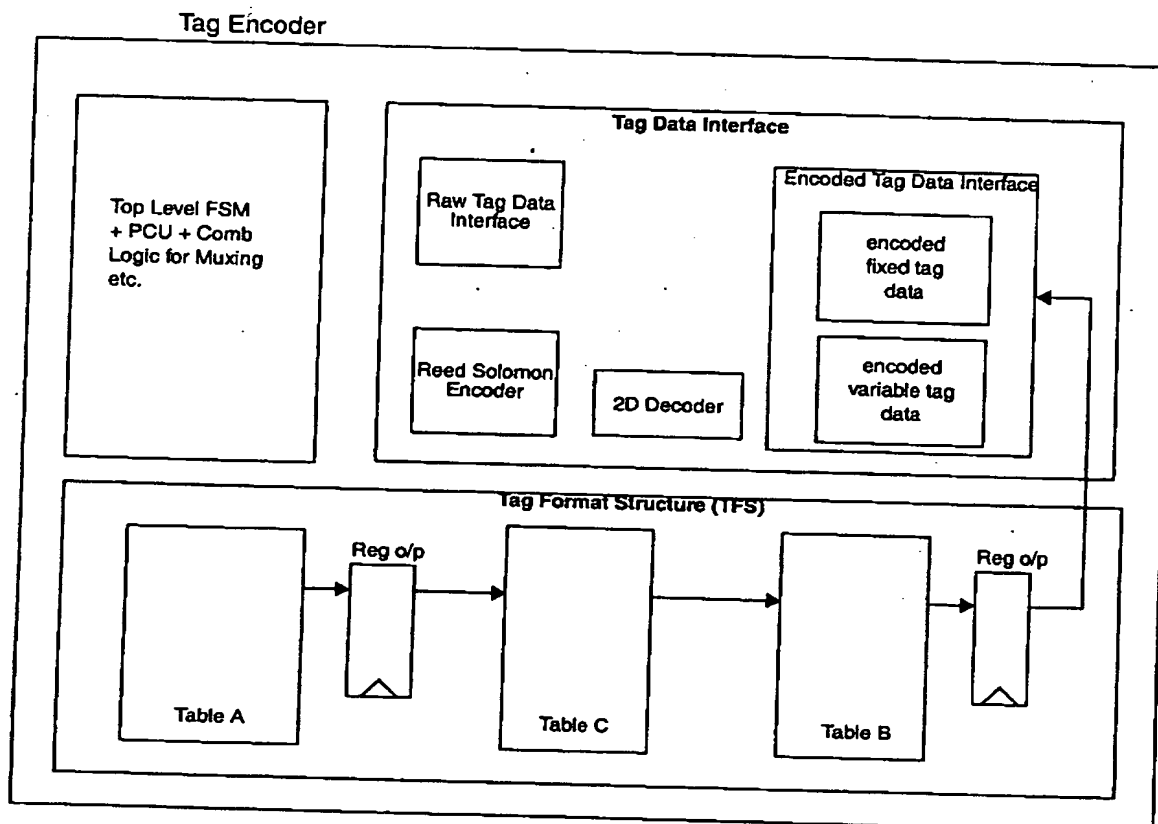 Tag Encoder
Top Level FSM
+ PCU + Comb
Logic for Muxing
etc.
Tag Data Interface
Raw Tag Data
Interface
Reed Solomon
Encoder
2D Decoder
Encoded Tag Data Interface
encoded
fixed tag
data
encoded
variable tag
data
Tag Format Structure (TFS)
Table A
Reg o/p
Table C
Table B
Reg o/p